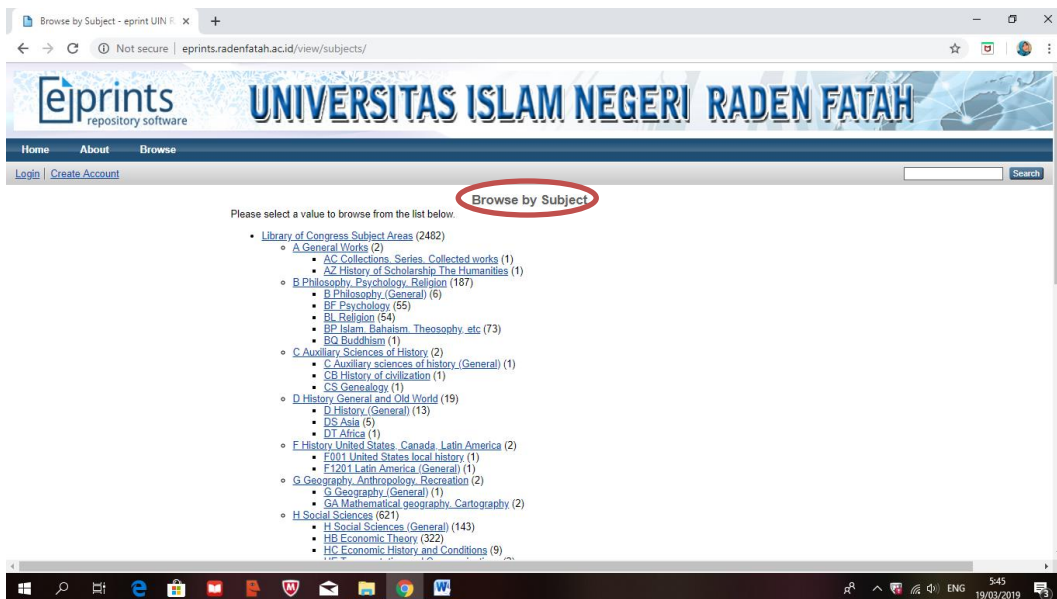 Browse by Subject - eprint UIN R
Not secure | eprints.radenfatah.ac.id/view/subjects/
eprints
repository software
UNIVERSITAS ISLAM NEGERI RADEN FATAH
Home About Browse
Login | Create Account Search
Browse by Subject
Please select a value to browse from the list below.
Library of Congress Subject Areas (2482)
A General Works (2)
AC Collections. Series. Collected works (1)
AZ History of Scholarship The Humanities (1)
B Philosophy, Psychology, Religion (187)
B Philosophy (General) (6)
BF Psychology (55)
BL Religion (54)
BP Islam. Bahaism. Theosophy, etc (73)
BQ Buddhism (1)
C Auxiliary Sciences of History (2)
C Auxiliary sciences of history (General) (1)
CB History of civilization (1)
CS Genealogy (1)
D History General and Old World (19)
D History (General) (13)
DS Asia (5)
DT Africa (1)
F History United States, Canada, Latin America (2)
F001 United States local history (1)
F1201 Latin America (General) (1)
G Geography, Anthropology, Recreation (2)
G Geography (General) (1)
GA Mathematical geography, Cartography (2)
H Social Sciences (621)
H Social Sciences (General) (143)
HB Economic Theory (322)
HC Economic History and Conditions (9)
ENG 5:45
19/03/2019